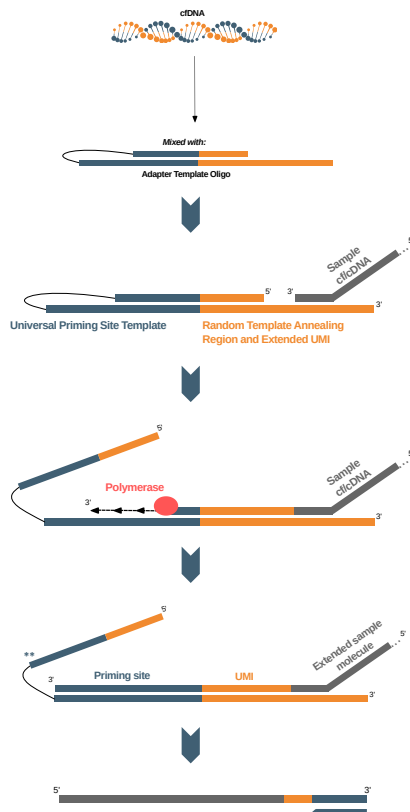 cfDNA
Mixed with:
Adapter Template Oligo
5'
Sample
cf/cDNA
5' 3'
3'
Universal Priming Site Template
Random Template Annealing
Region and Extended UMI
5'
5'
Sample
cf/cDNA
Polymerase
3'
3'
5'
5'
Extended sample
molecule
**
3'
Priming site
UMI
3'
5' 3'